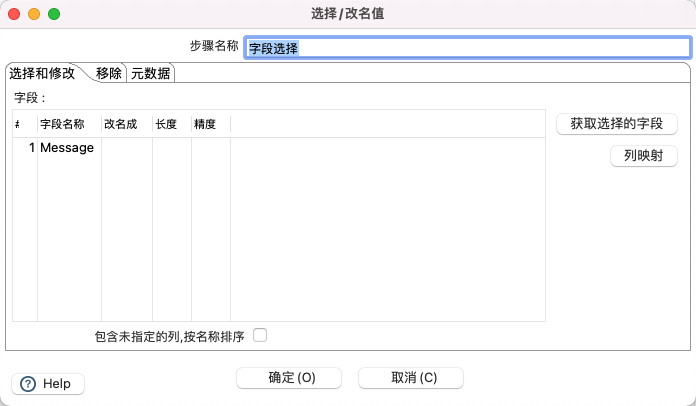 选择/改名值
步骤名称 字段选择
选择和修改 移除 元数据
字段 :
# 字段名称 改名成 长度 精度
获取选择的字段
1 Message
列映射
包含未指定的列,按名称排序
Help 确定(O) 取消(C)